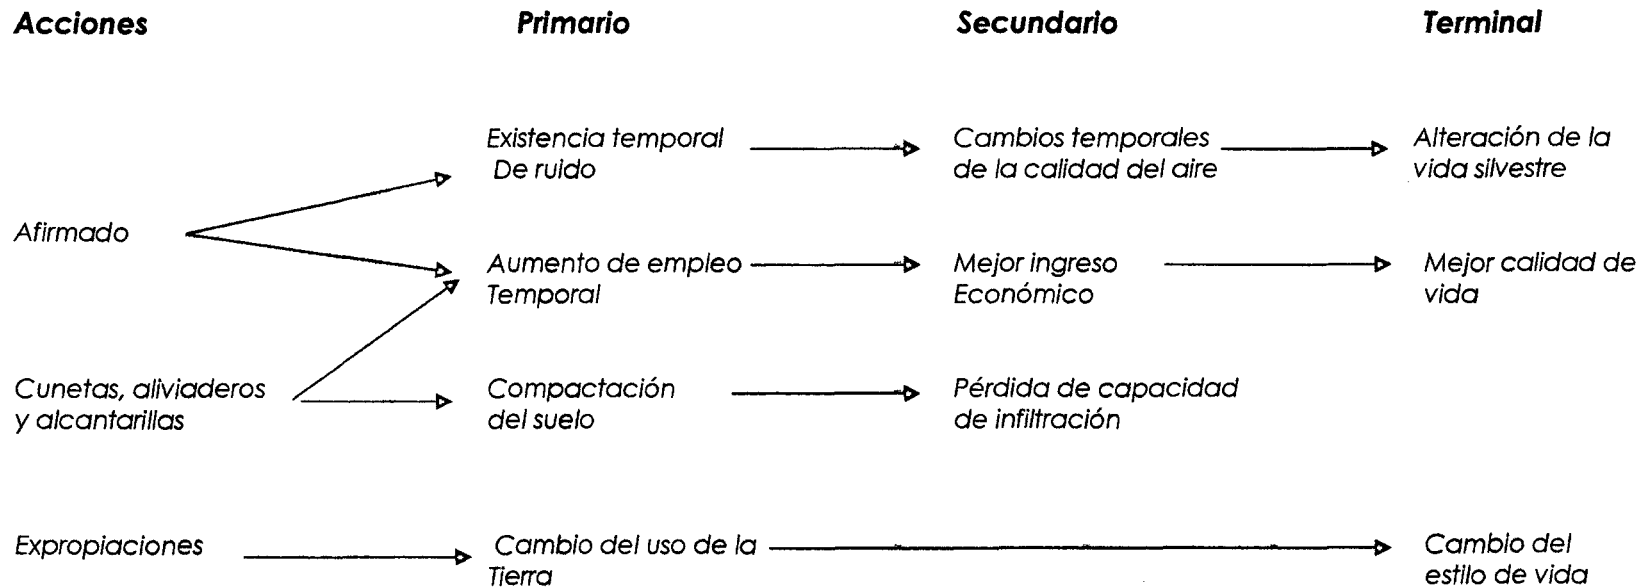 Acciones Primario Secundario Terminal
Existencia temporal
De ruido
Cambios temporales
de la calidad del aire
Alteración de la
vida silvestre
Afirmado
Aumento de empleo
Temporal
Mejor ingreso
Económico
Mejor calidad de
vida
Cunetas, aliviaderos
y alcantarillas
Compactación
del suelo
Pérdida de capacidad
de infiltración
Expropiaciones
Cambio del uso de la
Tierra
Cambio del
estilo de vida